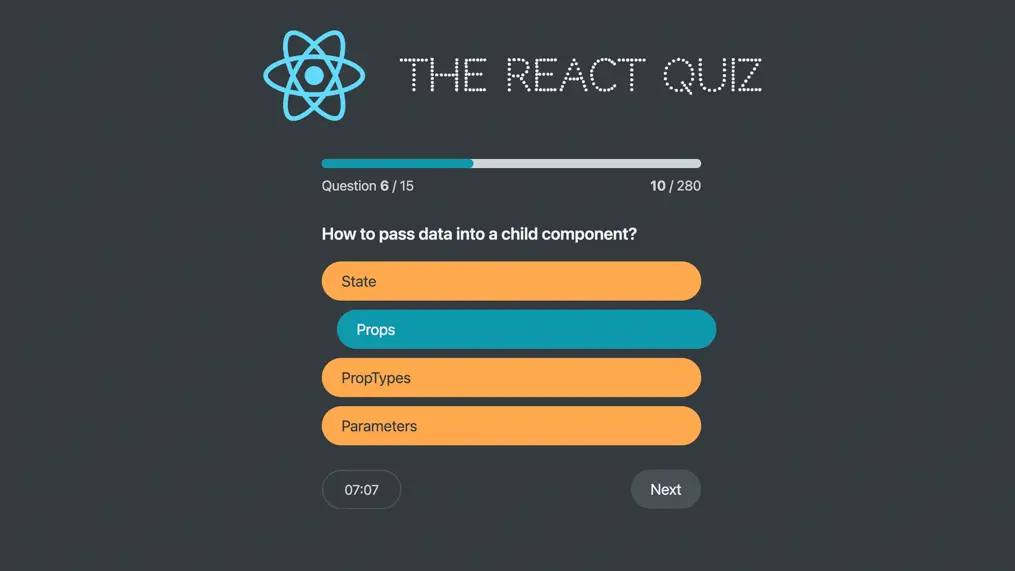 THE REACT QUIZ
Question 6 / 15
10 / 280
How to pass data into a child component?
State
Props
PropTypes
Parameters
07:07
Next